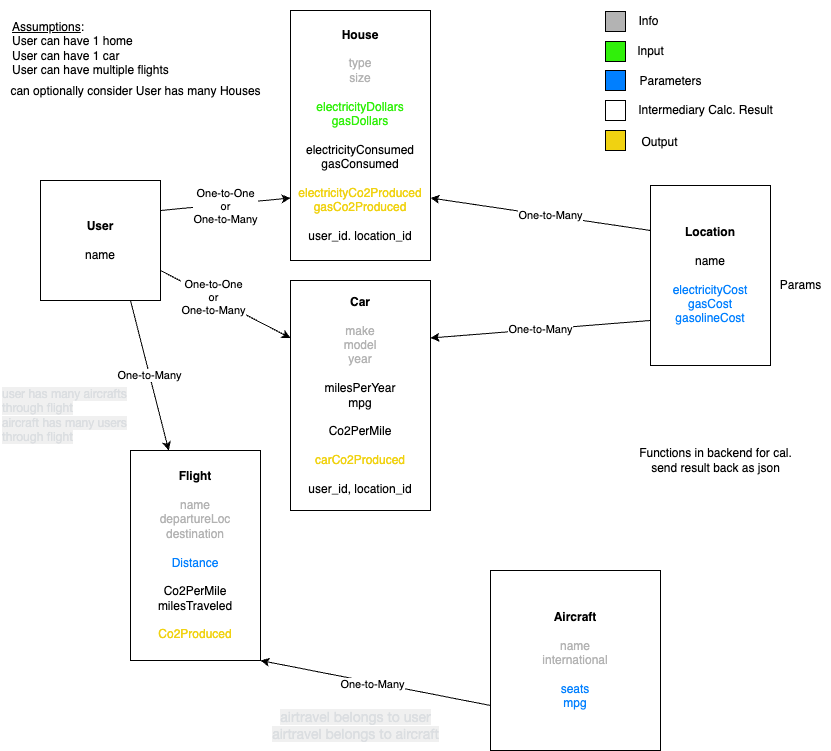 Assumptions:
User can have 1 home
User can have 1 car
User can have multiple flights
can optionally consider User has many Houses
House
type
size
electricityDollars
gasDollars
electricityConsumed
gasConsumed
electricityCo2Produced
gasCo2Produced
user_id. location_id
Info
Input
Parameters
Intermediary Calc. Result
Output
User
name
One-to-One
or
One-to-Many
One-to-Many
Location
name
electricityCost
gasCost
gasolineCost
Params
One-to-One
or
One-to-Many
Car
make
model
year
milesPerYear
mpg
Co2PerMile
carCo2Produced
user_id, location_id
One-to-Many
One-to-Many
user has many aircrafts
through flight
aircraft has many users
through flight
Functions in backend for cal.
send result back as json
Flight
name
departureLoc
destination
Distance
Co2PerMile
milesTraveled
Co2Produced
Aircraft
name
international
seats
mpg
One-to-Many
airtravel belongs to user
airtravel belongs to aircraft